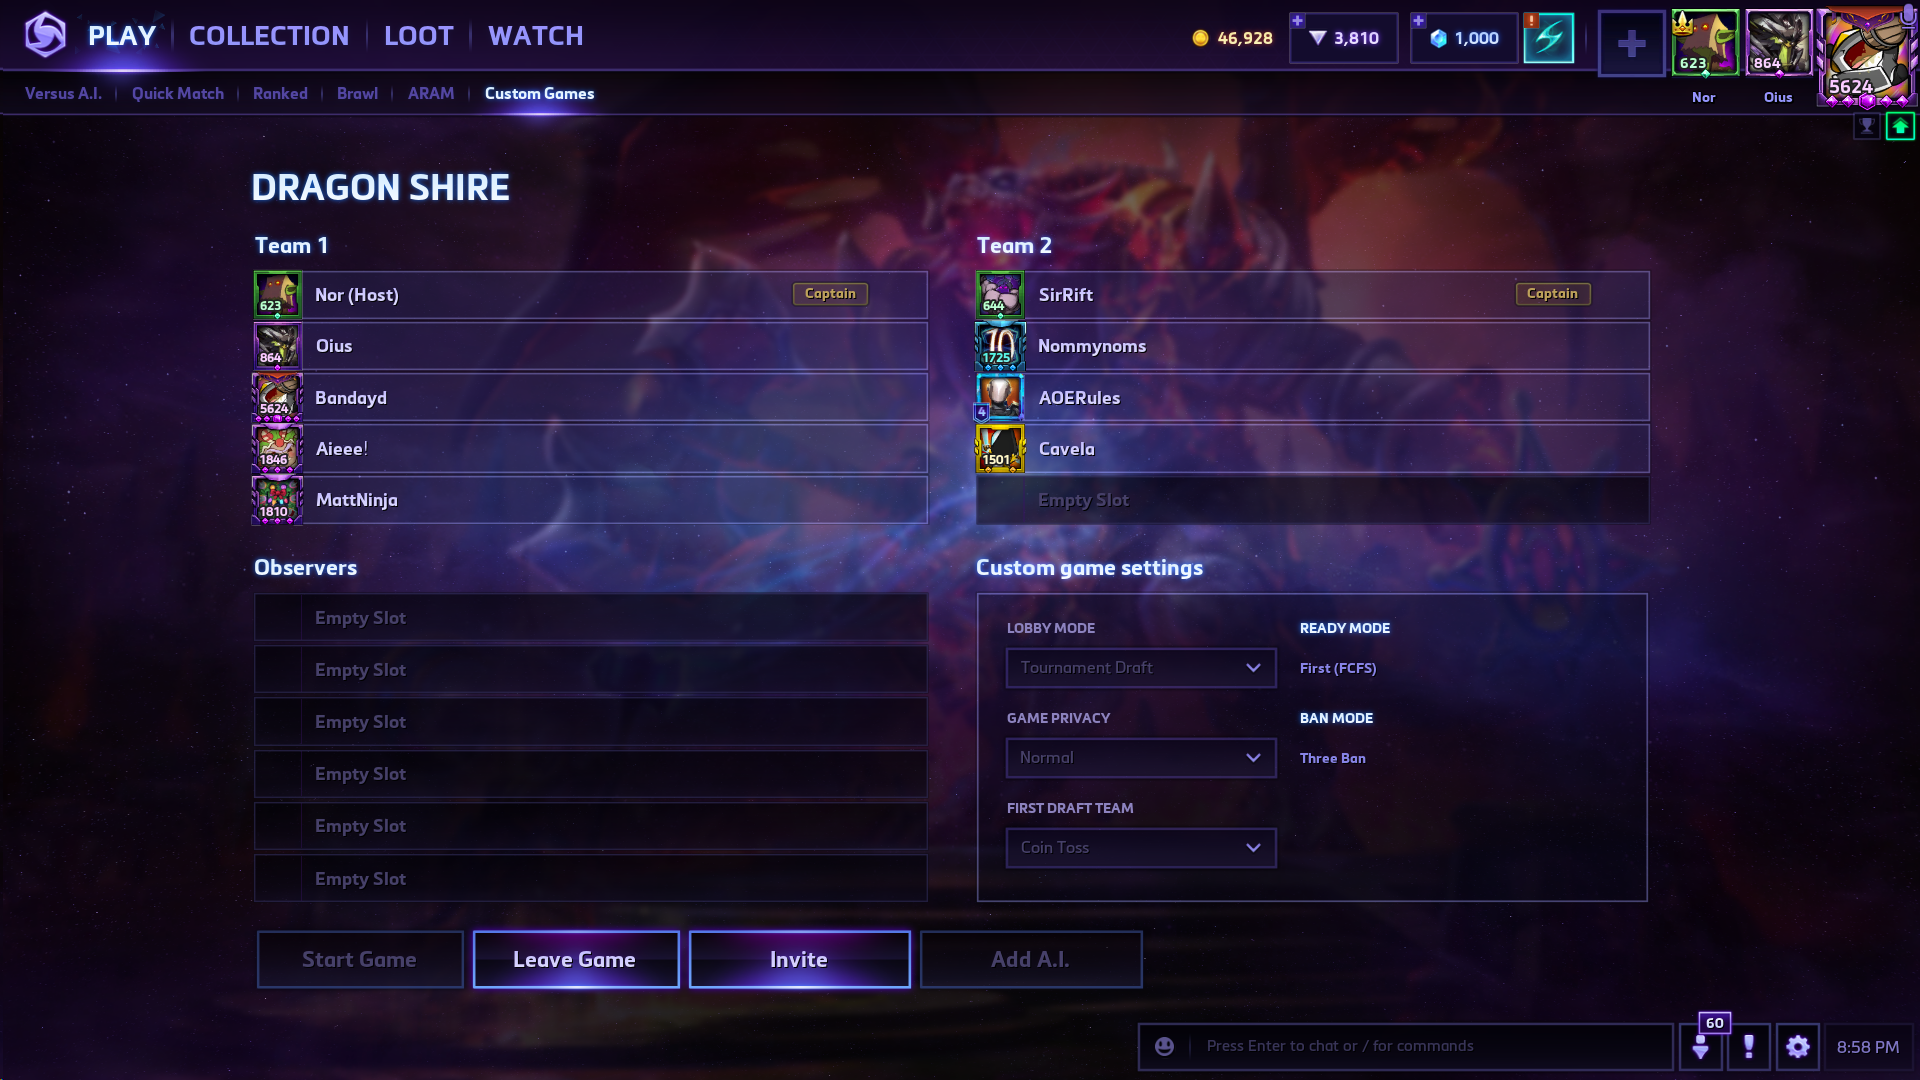 PLAY COLLECTION LOOT WATCH
46,928 3,810 1,000
Versus A.I. Quick Match Ranked Brawl ARAM Custom Games
623 864 5624
Nor Oius
DRAGON SHIRE
Team 1
623 Nor (Host) Captain
864 Oius
5624 Bandayd
1846 Aieee!
1810 MattNinja
Team 2
644 SirRift Captain
1725 Nommynoms
4 AOERules
1501 Cavela
Empty Slot
Observers
Empty Slot
Empty Slot
Empty Slot
Empty Slot
Empty Slot
Empty Slot
Custom game settings
LOBBY MODE READY MODE
Tournament Draft First (FCFS)
GAME PRIVACY BAN MODE
Normal Three Ban
FIRST DRAFT TEAM
Coin Toss
Start Game Leave Game Invite Add A.I.
60
Press Enter to chat or / for commands 8:58 PM